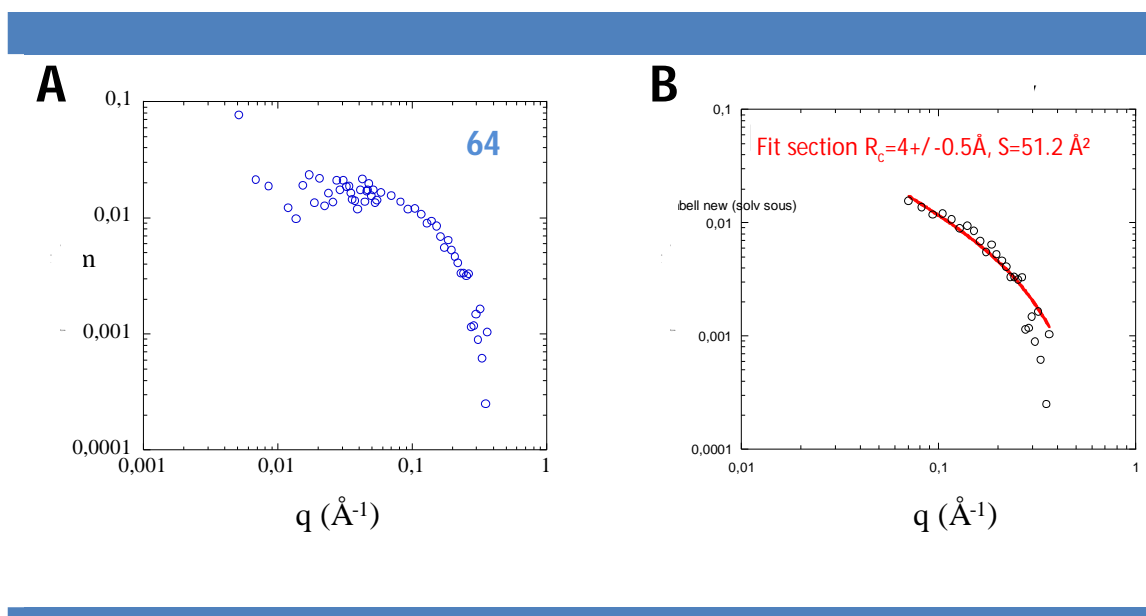 A
B
0,1
0,01
0,001
0,0001
n
64
0,001
0,01
0,1
1
q (Å-1)
0,1
0,01
0,001
0,0001
Fit section Rc=4+/-0.5Å, S=51.2 Å²
bell new (solv sous)
0,01
0,1
1
q (Å-1)